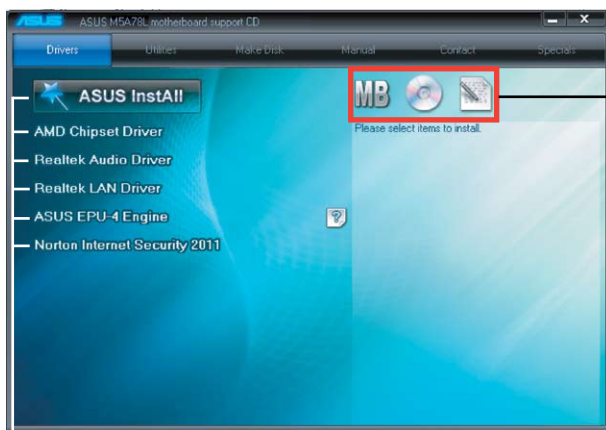 ASUS ASUS M5A78L motherboard support CD
Drivers Utilities Make Disk Manual Contact Specials
ASUS InstAll
MB
Please select items to install.
AMD Chipset Driver
Realtek Audio Driver
Realtek LAN Driver
ASUS EPU-4 Engine
?
Norton Internet Security 2011